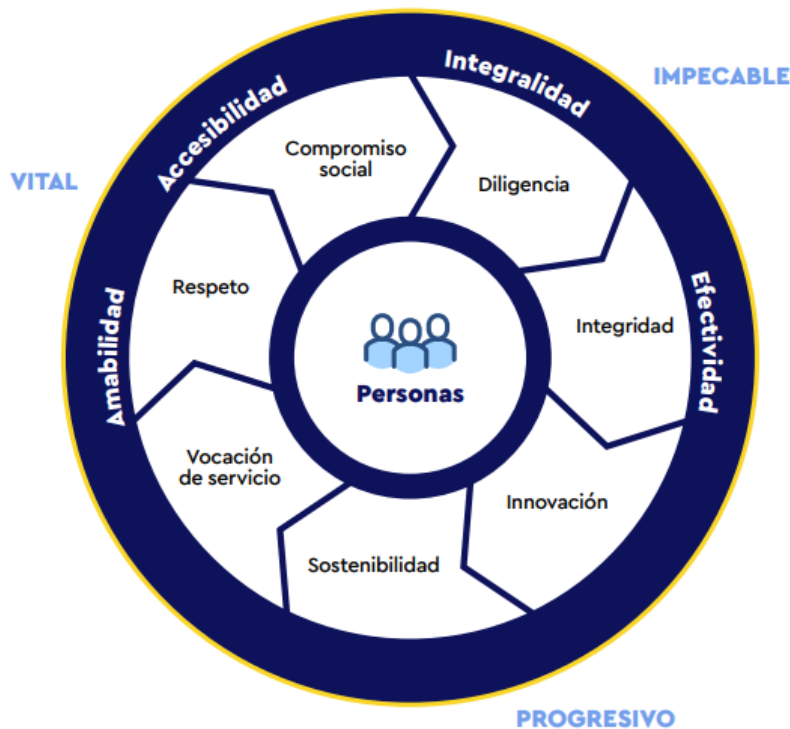 Integralidad
IMPECABLE
Accesibilidad
VITAL
Compromiso
social
Diligencia
Respeto
Integridad
Efectividad
Amabilidad
Personas
Vocación
de servicio
Innovación
Sostenibilidad
PROGRESIVO